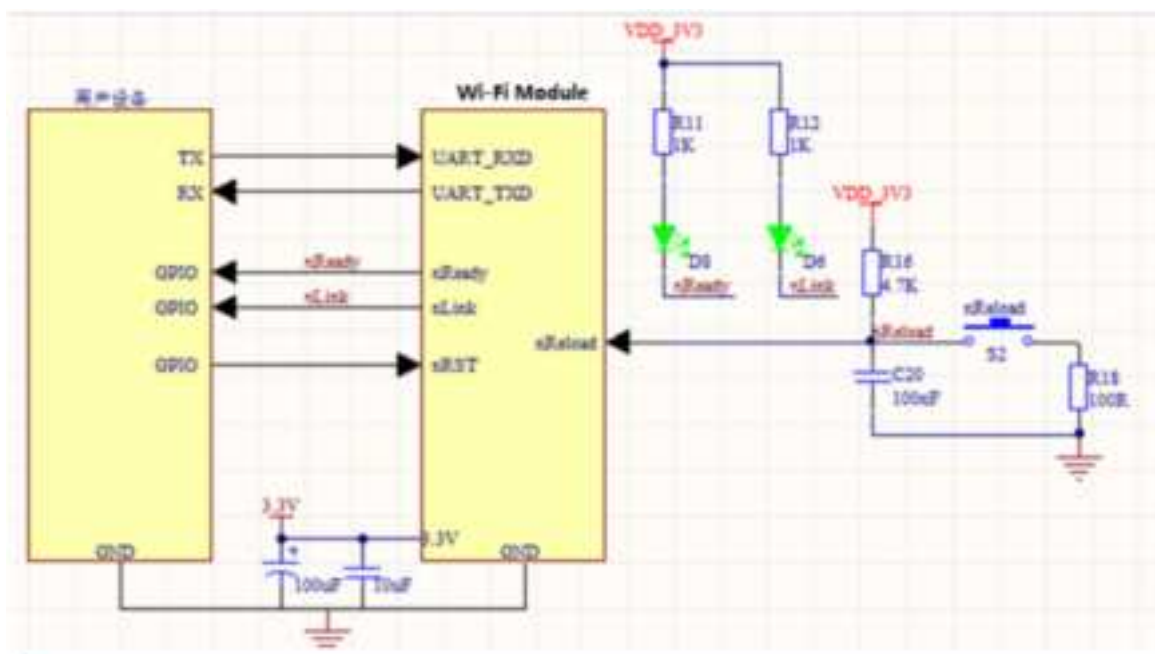 用户设备
TX
RX
GPIO
GPIO
GPIO
GND
nReady
nLink
3.3V
100uF
10uF
Wi-Fi Module
UART_RXD
UART_TXD
nReady
nLink
nReload
nRST
3.3V
GND
VDD_3V3
R11
1K
R12
1K
D8
D6
nReady
nLink
VDD_3V3
R16
4.7K
nReload
nReload
S2
C20
100nF
R18
100R